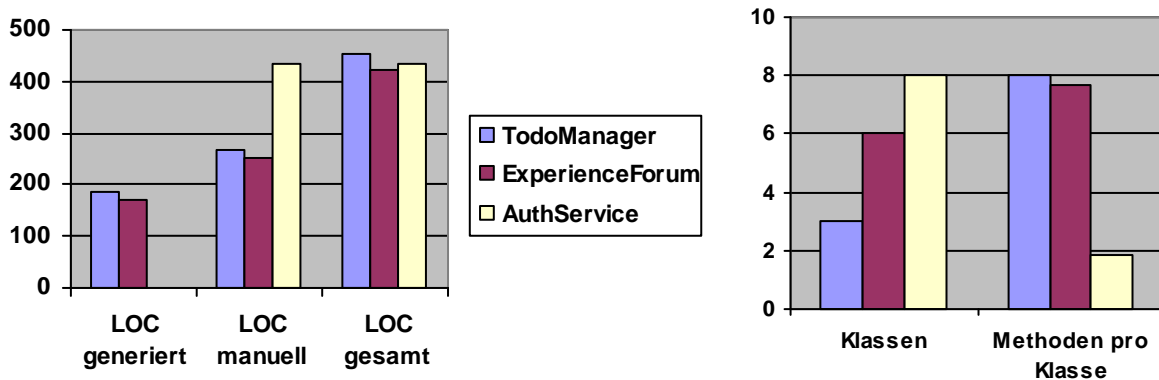 500
400
300
200
100
0
LOC
generiert
LOC
manuell
LOC
gesamt
TodoManager
ExperienceForum
AuthService
10
8
6
4
2
0
Klassen
Methoden pro
Klasse